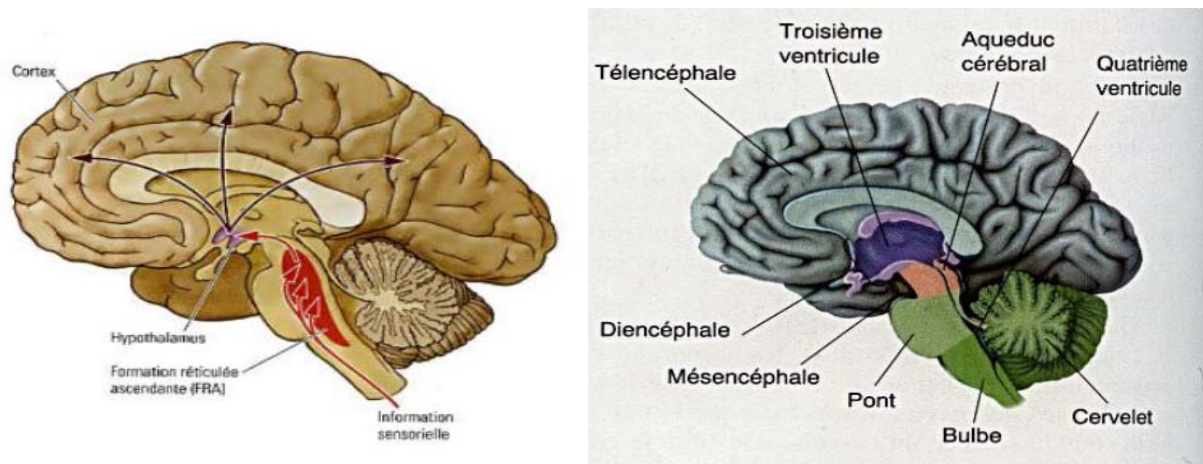 Cortex
Hypothalamus
Formation réticulée
ascendante (FRA)
Information
sensorielle
Troisième
ventricule
Aqueduc
cérébral
Quatrième
ventricule
Télencéphale
Diencéphale
Mésencéphale
Pont
Bulbe
Cervelet